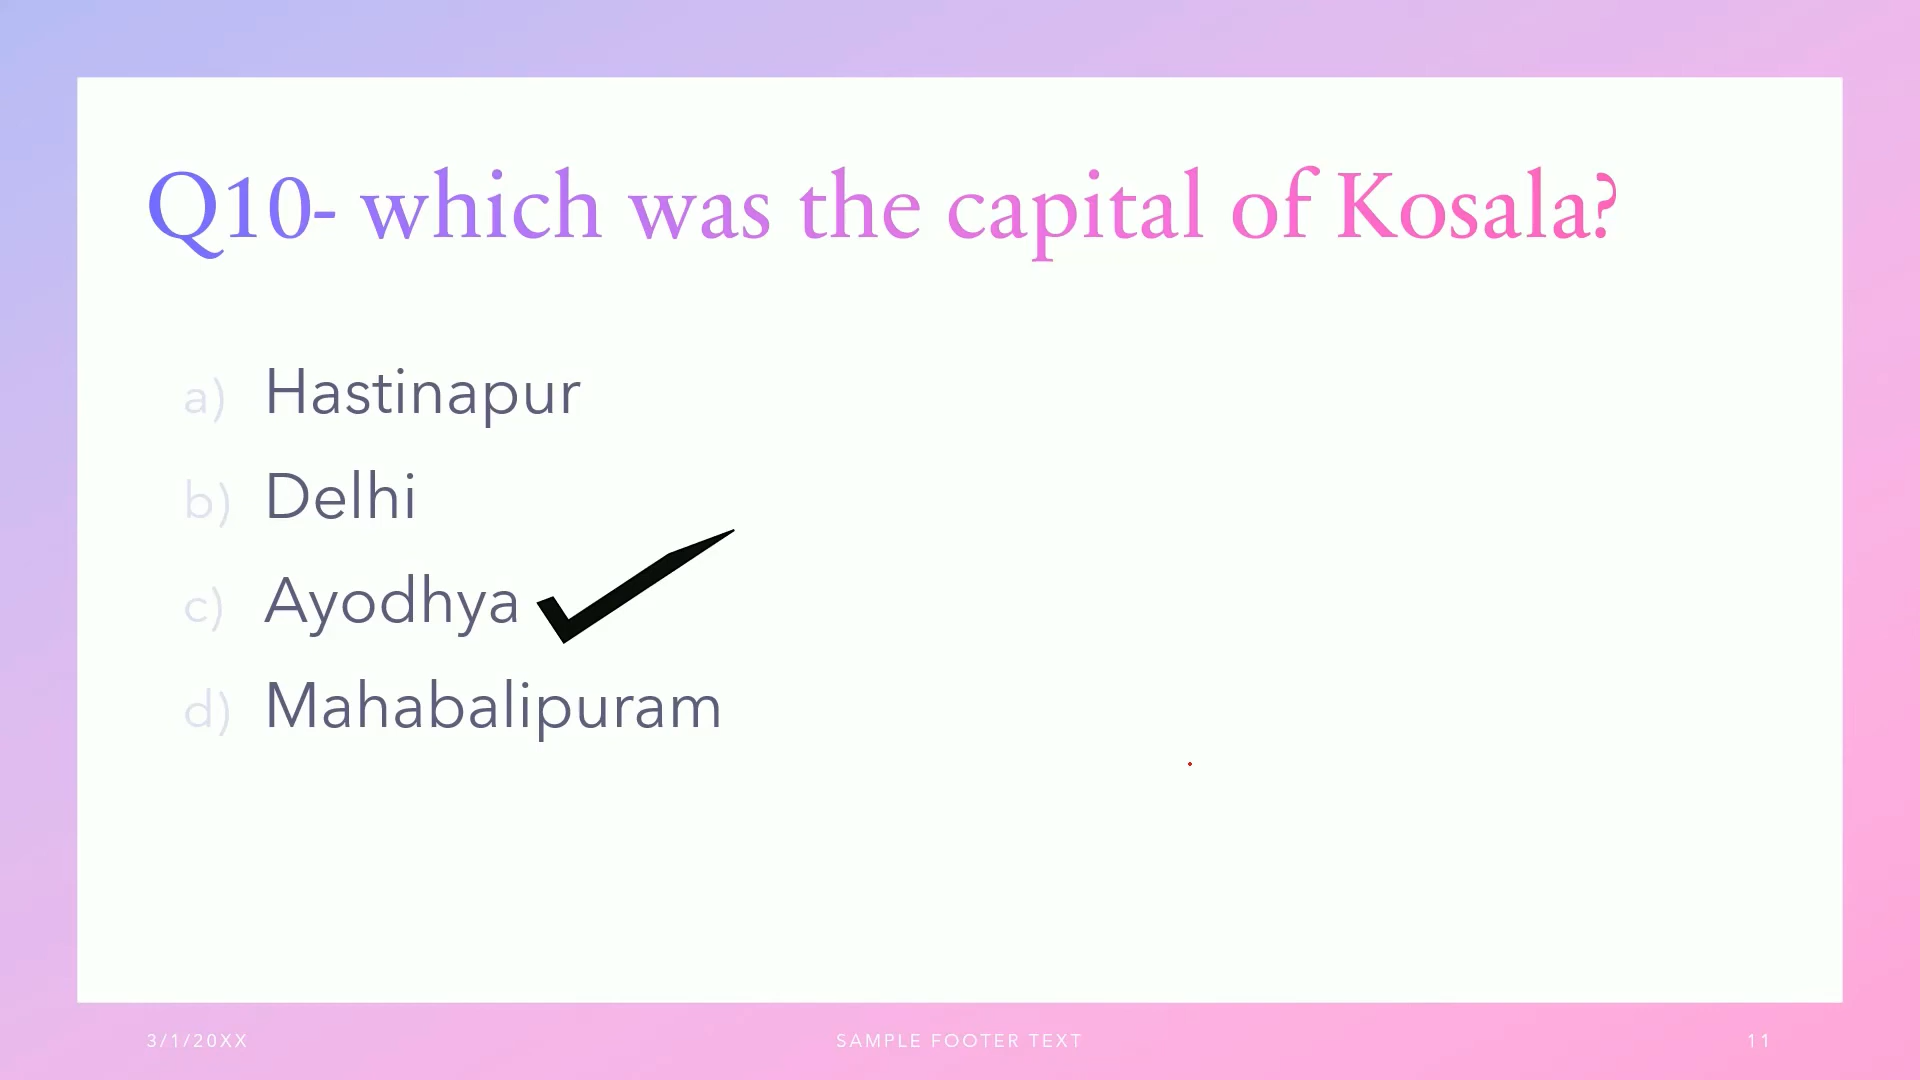 Q10- which was the capital of Kosala?
a) Hastinapur
b) Delhi
c) Ayodhya
d) Mahabalipuram
3/1/20XX
SAMPLE FOOTER TEXT
11